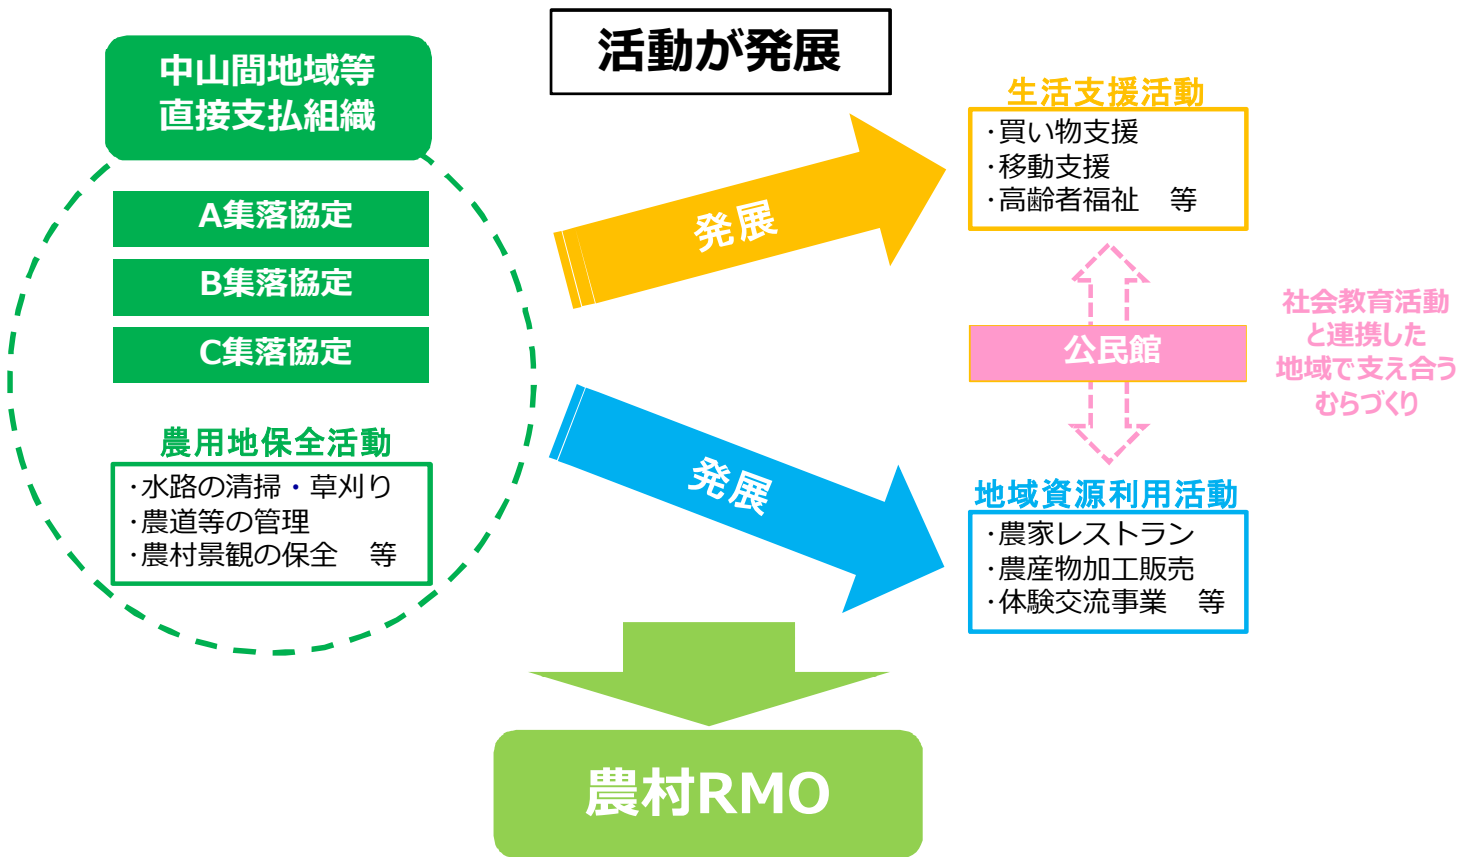 活動が発展
中山間地域等
直接支払組織
A集落協定
B集落協定
C集落協定
農用地保全活動
・水路の清掃・草刈り
・農道等の管理
・農村景観の保全　等
発展
発展
生活支援活動
・買い物支援
・移動支援
・高齢者福祉　等
公民館
社会教育活動
と連携した
地域で支え合う
むらづくり
地域資源利用活動
・農家レストラン
・農産物加工販売
・体験交流事業　等
農村RMO